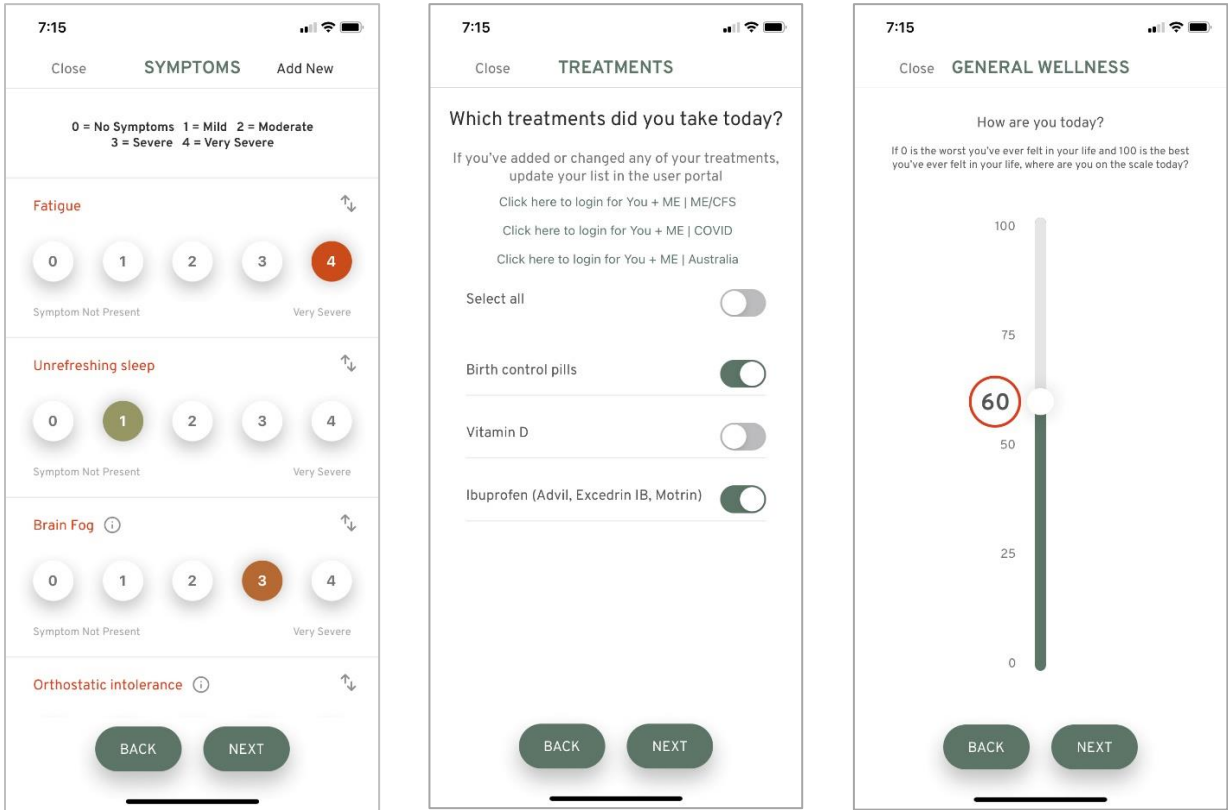 7:15
Close SYMPTOMS Add New
0 = No Symptoms 1 = Mild 2 = Moderate
3 = Severe 4 = Very Severe
Fatigue
0 1 2 3 4
Symptom Not Present Very Severe
Unrefreshing sleep
0 1 2 3 4
Symptom Not Present Very Severe
Brain Fog
0 1 2 3 4
Symptom Not Present Very Severe
Orthostatic intolerance
BACK NEXT
7:15
Close TREATMENTS
Which treatments did you take today?
If you've added or changed any of your treatments,
update your list in the user portal
Click here to login for You + ME | ME/CFS
Click here to login for You + ME | COVID
Click here to login for You + ME | Australia
Select all
Birth control pills
Vitamin D
Ibuprofen (Advil, Excedrin IB, Motrin)
BACK NEXT
7:15
Close GENERAL WELLNESS
How are you today?
If 0 is the worst you've ever felt in your life and 100 is the best
you've ever felt in your life, where are you on the scale today?
100
75
60
50
25
0
BACK NEXT